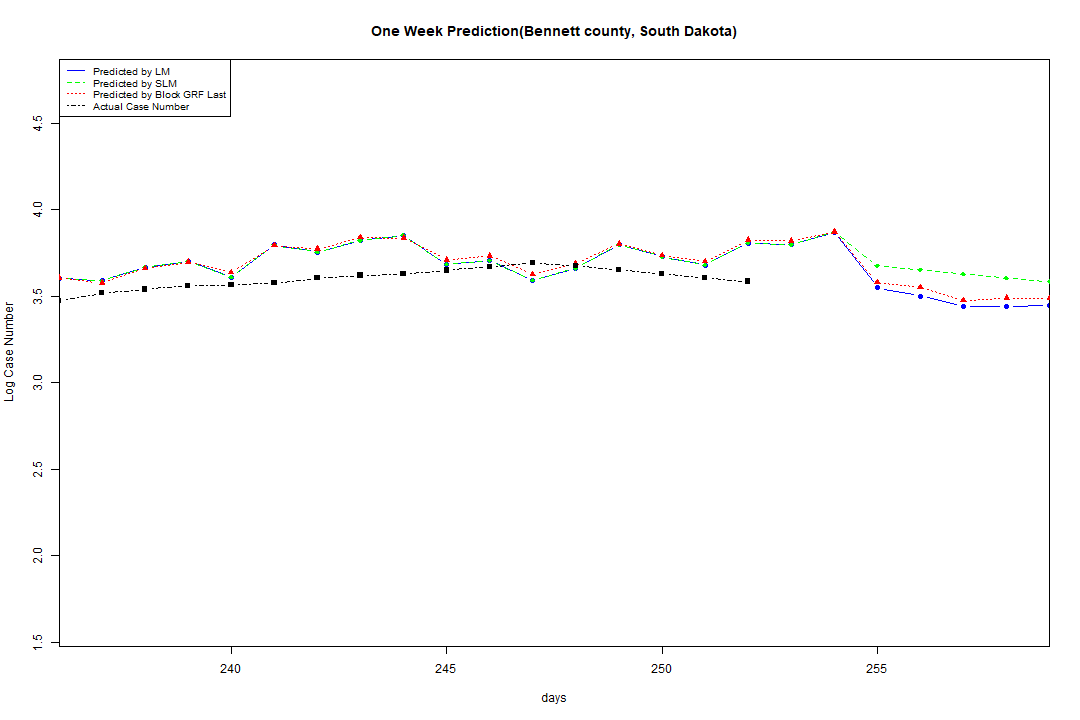 One Week Prediction(Bennett county, South Dakota)
Predicted by LM
Predicted by SLM
Predicted by Block GRF Last
Actual Case Number
4.5
4.0
3.5
3.0
2.5
2.0
1.5
Log Case Number
240
245
250
255
days